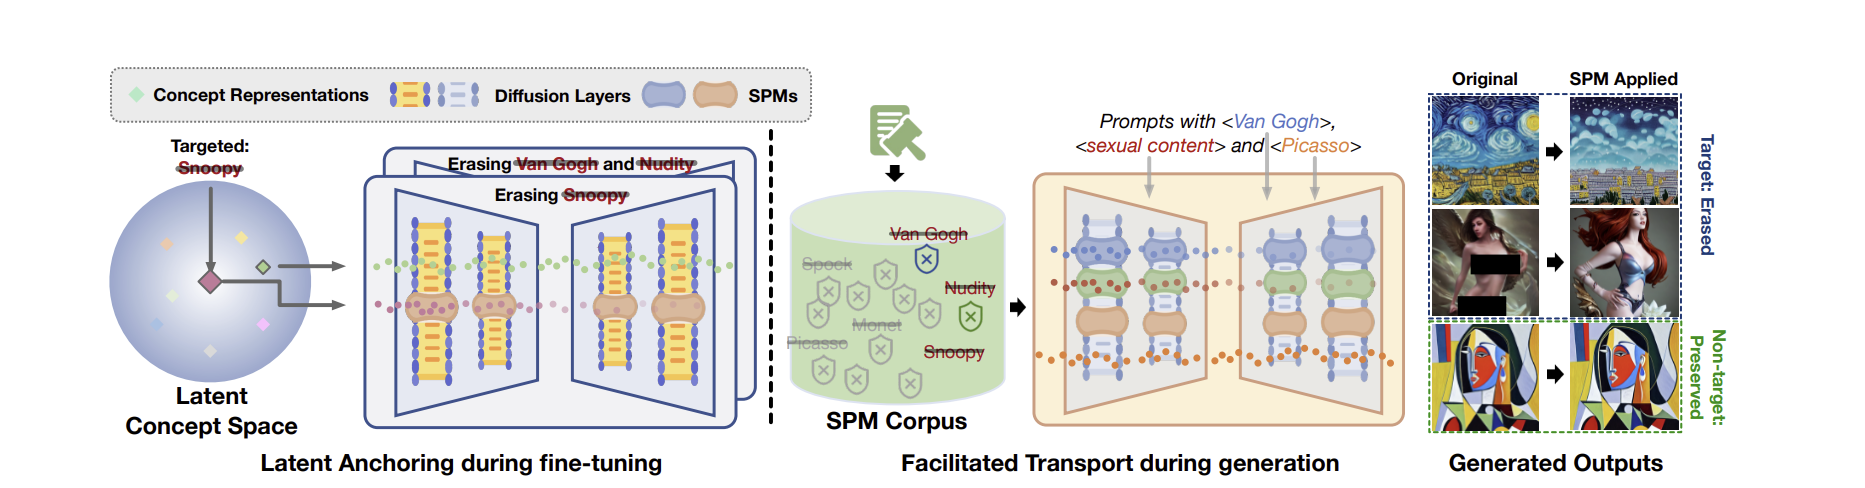 Concept Representations
Diffusion Layers
SPMs
Targeted:
Snoopy
Latent
Concept Space
Erasing Van Gogh and Nudity
Erasing Snoopy
Latent Anchoring during fine-tuning
Van Gogh
Speck
Nudity
Monet
Picasso
Snoopy
SPM Corpus
Prompts with <Van Gogh>,
<sexual content> and <Picasso>
Facilitated Transport during generation
Original
SPM Applied
Target: Erased
Non-target:
Preserved
Generated Outputs